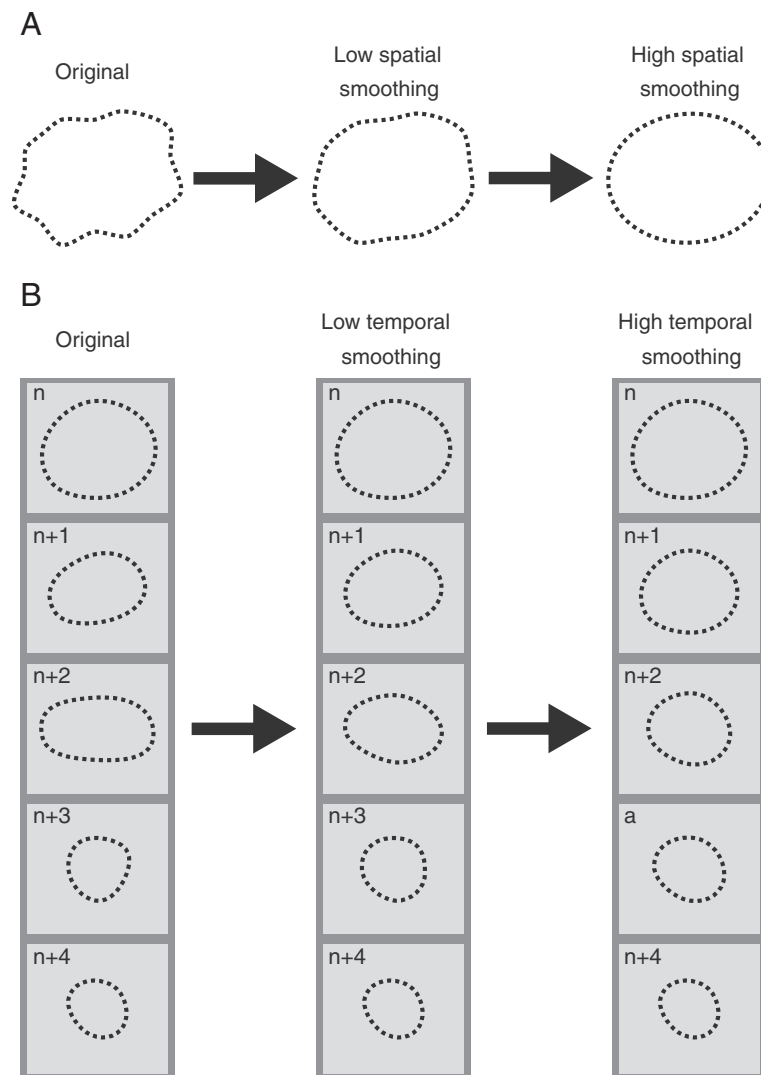 A
Original
Low spatial
smoothing
High spatial
smoothing
B
Original
Low temporal
smoothing
High temporal
smoothing
n
n
n
n+1
n+1
n+1
n+2
n+2
n+2
n+3
n+3
a
n+4
n+4
n+4